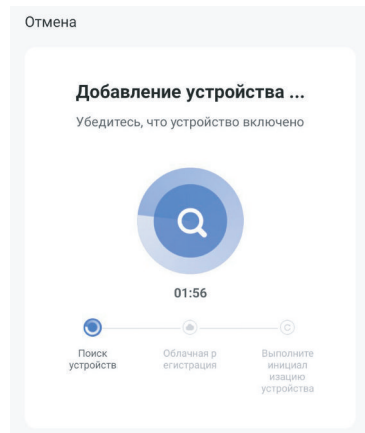 Отмена
Добавление устройства ...
Убедитесь, что устройство включено
01:56
Поиск
устройств
Облачная р
егистрация
Выполните
инициал
изацию
устройства